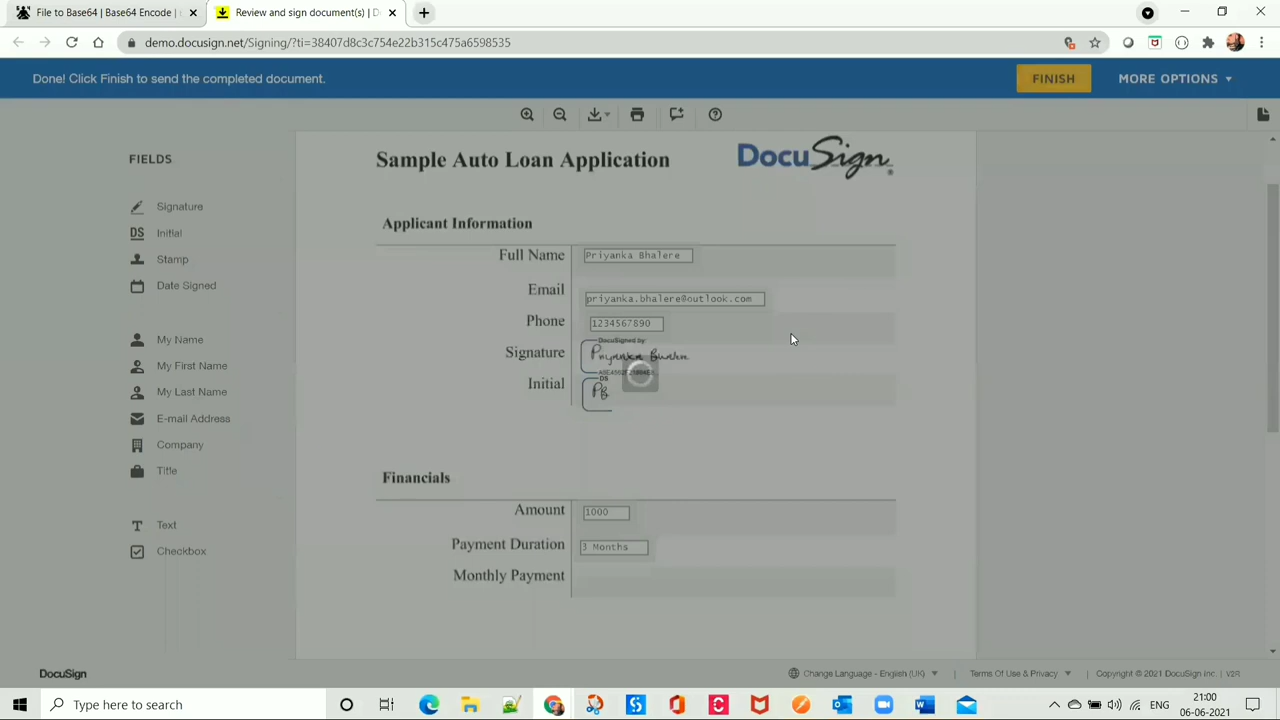 File to Base64 | Base64 Encode |
Review and sign document(s) | D
demo.docusign.net/Signing/?ti=38407d8c3c754e22b315c475a6598535
Done! Click Finish to send the completed document.
FINISH
MORE OPTIONS
FIELDS
Signature
DS Initial
Stamp
Date Signed
My Name
My First Name
My Last Name
E-mail Address
Company
Title
Text
Checkbox
Sample Auto Loan Application
DocuSign
Applicant Information
Full Name Priyanka Bhalere
Email priyanka.bhalere@outlook.com
Phone 1234567890
DocuSigned by:
Signature Priyanka
DS
Initial PB
Financials
Amount 1000
Payment Duration 3 Months
Monthly Payment
DocuSign
Change Language - English (UK)
Terms Of Use & Privacy
Copyright © 2021 DocuSign Inc. | V2R
Type here to search
ENG
21:00
06-06-2021